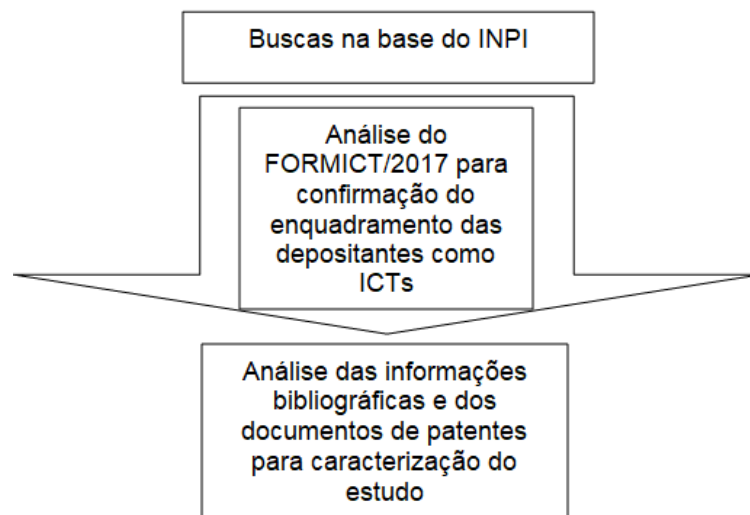 Buscas na base do INPI
Análise do
FORMICT/2017 para
confirmação do
enquadramento das
depositantes como
ICTs
Análise das informações
bibliográficas e dos
documentos de patentes
para caracterização do
estudo